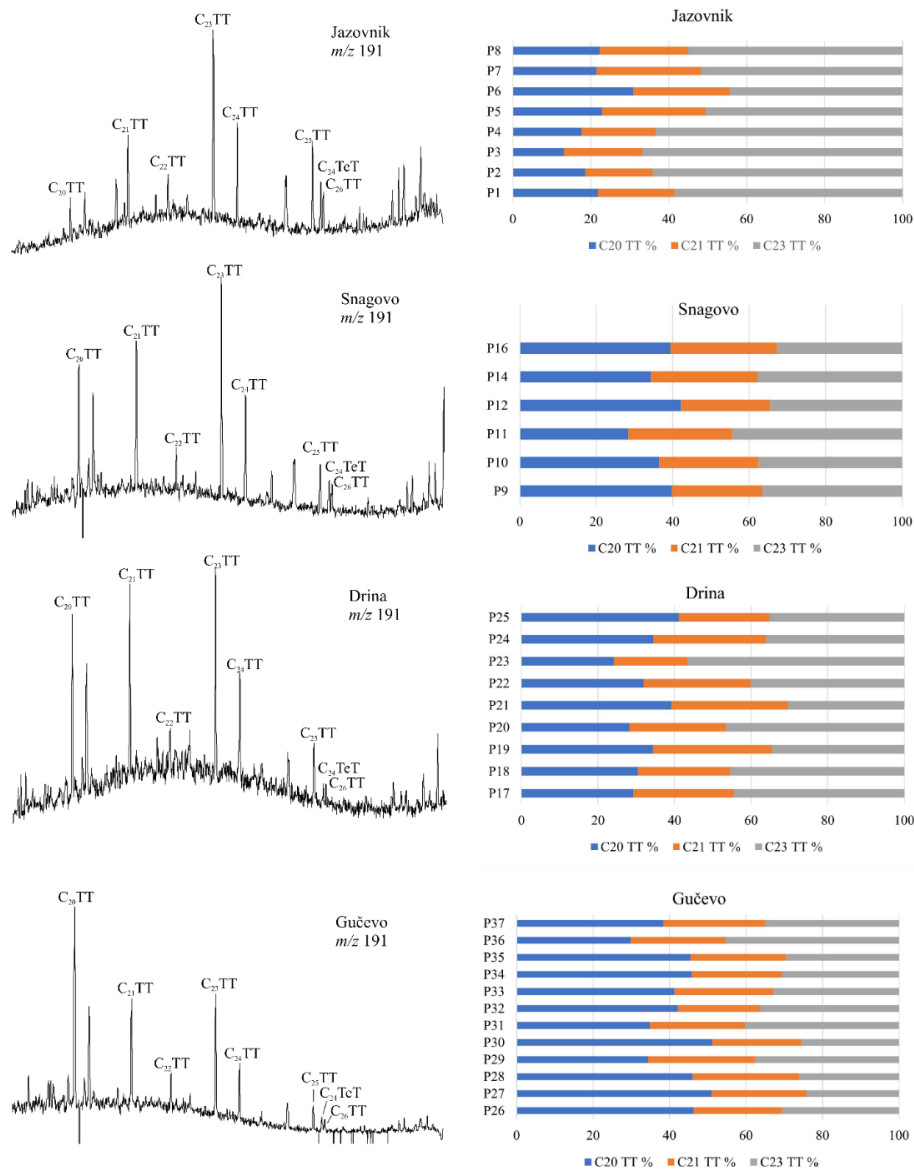 Jazovnik
m/z 191
C₂₃TT
C₂₁TT
C₂₄TT
C₂₂TT
C₂₅TT
C₂₀TT
C₂₄TeT
C₂₆TT
Jazovnik
P8
P7
P6
P5
P4
P3
P2
P1
0 20 40 60 80 100
C20 TT % C21 TT % C23 TT %
Snagovo
m/z 191
C₂₃TT
C₂₁TT
C₂₀TT
C₂₄TT
C₂₂TT
C₂₅TT
C₂₄TeT
C₂₆TT
Snagovo
P16
P14
P12
P11
P10
P9
0 20 40 60 80 100
C20 TT % C21 TT % C23 TT %
Drina
m/z 191
C₂₃TT
C₂₁TT
C₂₀TT
C₂₄TT
C₂₂TT
C₂₅TT
C₂₄TeT
C₂₆TT
Drina
P25
P24
P23
P22
P21
P20
P19
P18
P17
0 20 40 60 80 100
C20 TT % C21 TT % C23 TT %
Gučevo
m/z 191
C₂₀TT
C₂₁TT
C₂₃TT
C₂₄TT
C₂₂TT
C₂₅TT
C₂₄TeT
C₂₆TT
Gučevo
P37
P36
P35
P34
P33
P32
P31
P30
P29
P28
P27
P26
0 20 40 60 80 100
C20 TT % C21 TT % C23 TT %